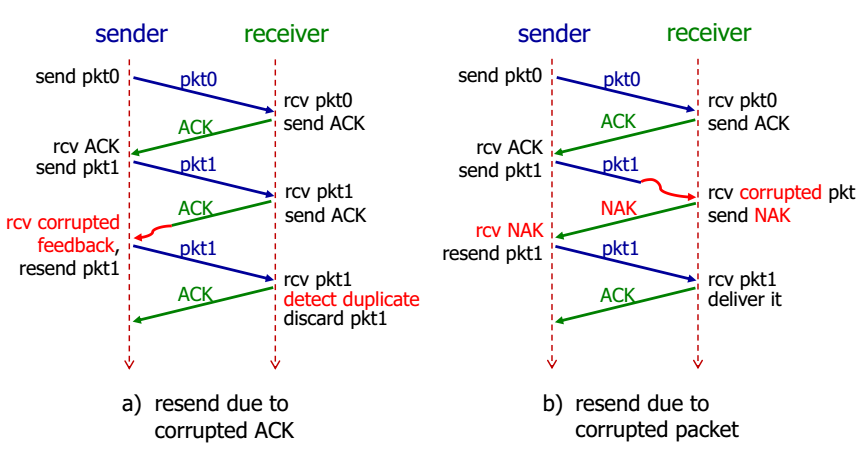 sender
receiver
send pkt0
pkt0
rcv pkt0
send ACK
ACK
rcv ACK
send pkt1
pkt1
rcv pkt1
send ACK
ACK
rcv corrupted
feedback,
resend pkt1
pkt1
rcv pkt1
detect duplicate
discard pkt1
ACK
a) resend due to
corrupted ACK
sender
receiver
send pkt0
pkt0
rcv pkt0
send ACK
ACK
rcv ACK
send pkt1
pkt1
rcv corrupted pkt
send NAK
NAK
rcv NAK
resend pkt1
pkt1
rcv pkt1
deliver it
ACK
b) resend due to
corrupted packet